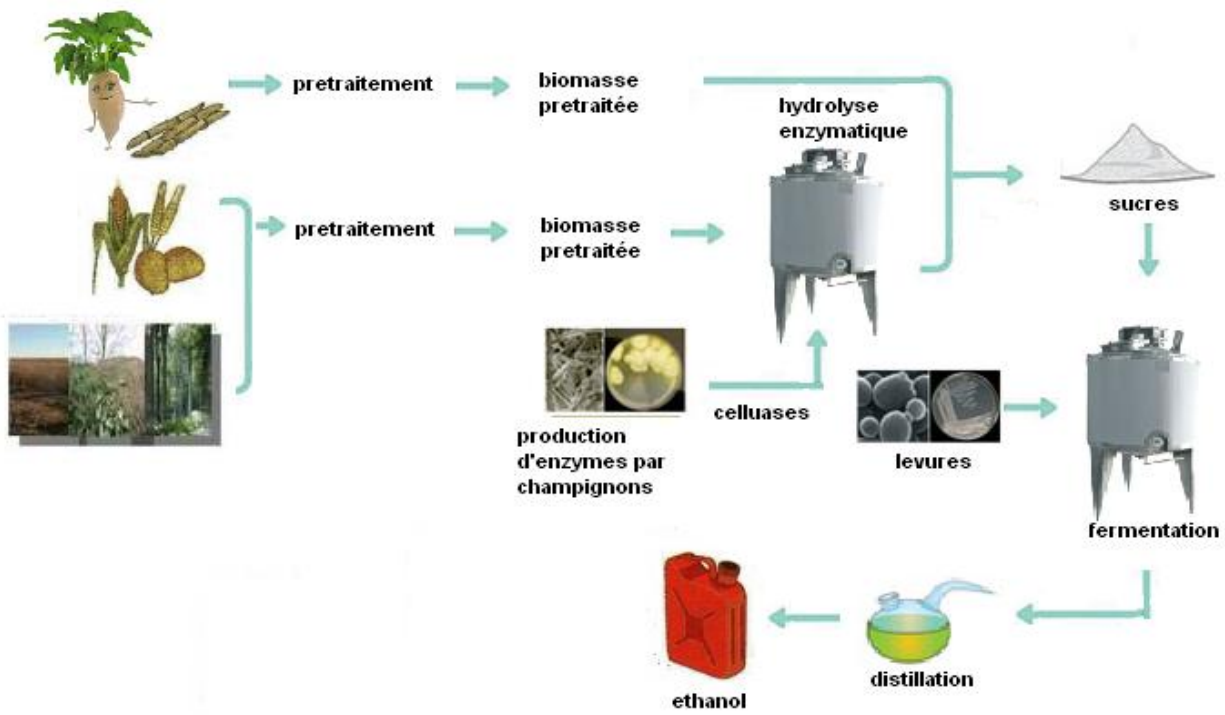 pretraitement
biomasse
pretraitée
hydrolyse
enzymatique
sucres
pretraitement
biomasse
pretraitée
celluases
production
d'enzymes par
champignons
levures
fermentation
distillation
ethanol